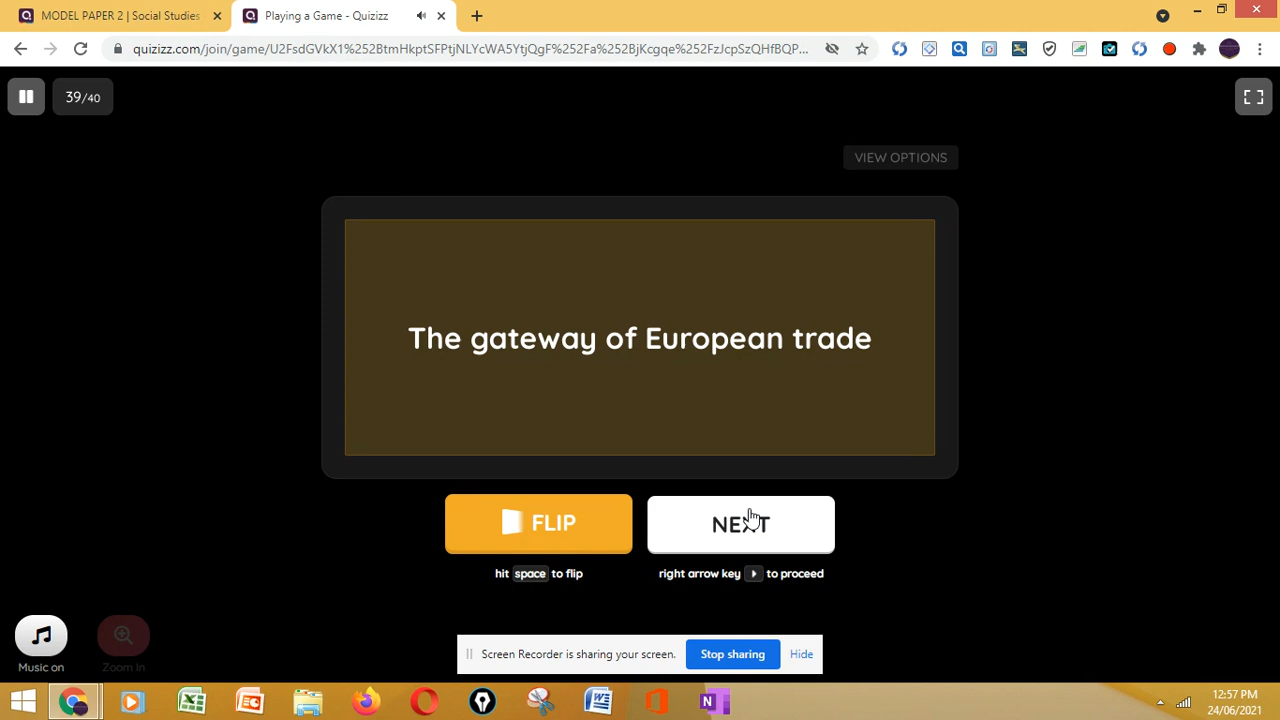 MODEL PAPER 2 | Social Studies
Playing a Game - Quizizz
quizizz.com/join/game/U2FsdGVkX1%252BtmHkptSFPtjNLYcWA5YtjQgF%252Fa%252BjKcgqe%252FzJcpSzQHfBQP...
39/40
VIEW OPTIONS
The gateway of European trade
FLIP
NEXT
hit space to flip
right arrow key to proceed
Music on
Zoom In
Screen Recorder is sharing your screen.
Stop sharing
Hide
12:57 PM
24/06/2021